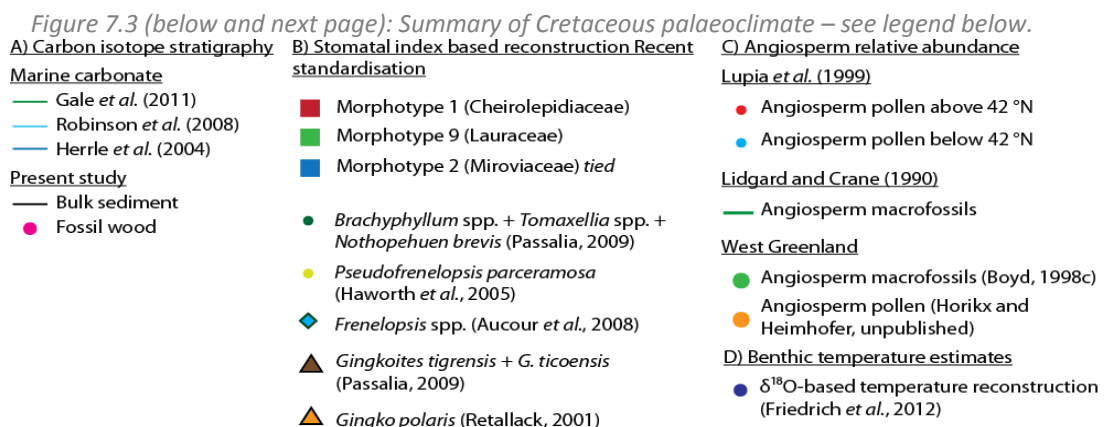 Figure 7.3 (below and next page): Summary of Cretaceous palaeoclimate – see legend below.
A) Carbon isotope stratigraphy
Marine carbonate
Gale et al. (2011)
Robinson et al. (2008)
Herrle et al. (2004)
Present study
Bulk sediment
Fossil wood
B) Stomatal index based reconstruction Recent
standardisation
Morphotype 1 (Cheirolepidiaceae)
Morphotype 9 (Lauraceae)
Morphotype 2 (Miroviaceae) tied
Brachyphyllum spp. + Tomaxellia spp. +
Nothopehuen brevis (Passalia, 2009)
Pseudofrenelopsis parceramosa
(Haworth et al., 2005)
Frenelopsis spp. (Aucour et al., 2008)
Gingkoites tigrensis + G. ticoensis
(Passalia, 2009)
Gingko polaris (Retallack, 2001)
C) Angiosperm relative abundance
Lupia et al. (1999)
Angiosperm pollen above 42 °N
Angiosperm pollen below 42 °N
Lidgard and Crane (1990)
Angiosperm macrofossils
West Greenland
Angiosperm macrofossils (Boyd, 1998c)
Angiosperm pollen (Horikx and
Heimhofer, unpublished)
D) Benthic temperature estimates
δ¹⁸O-based temperature reconstruction
(Friedrich et al., 2012)